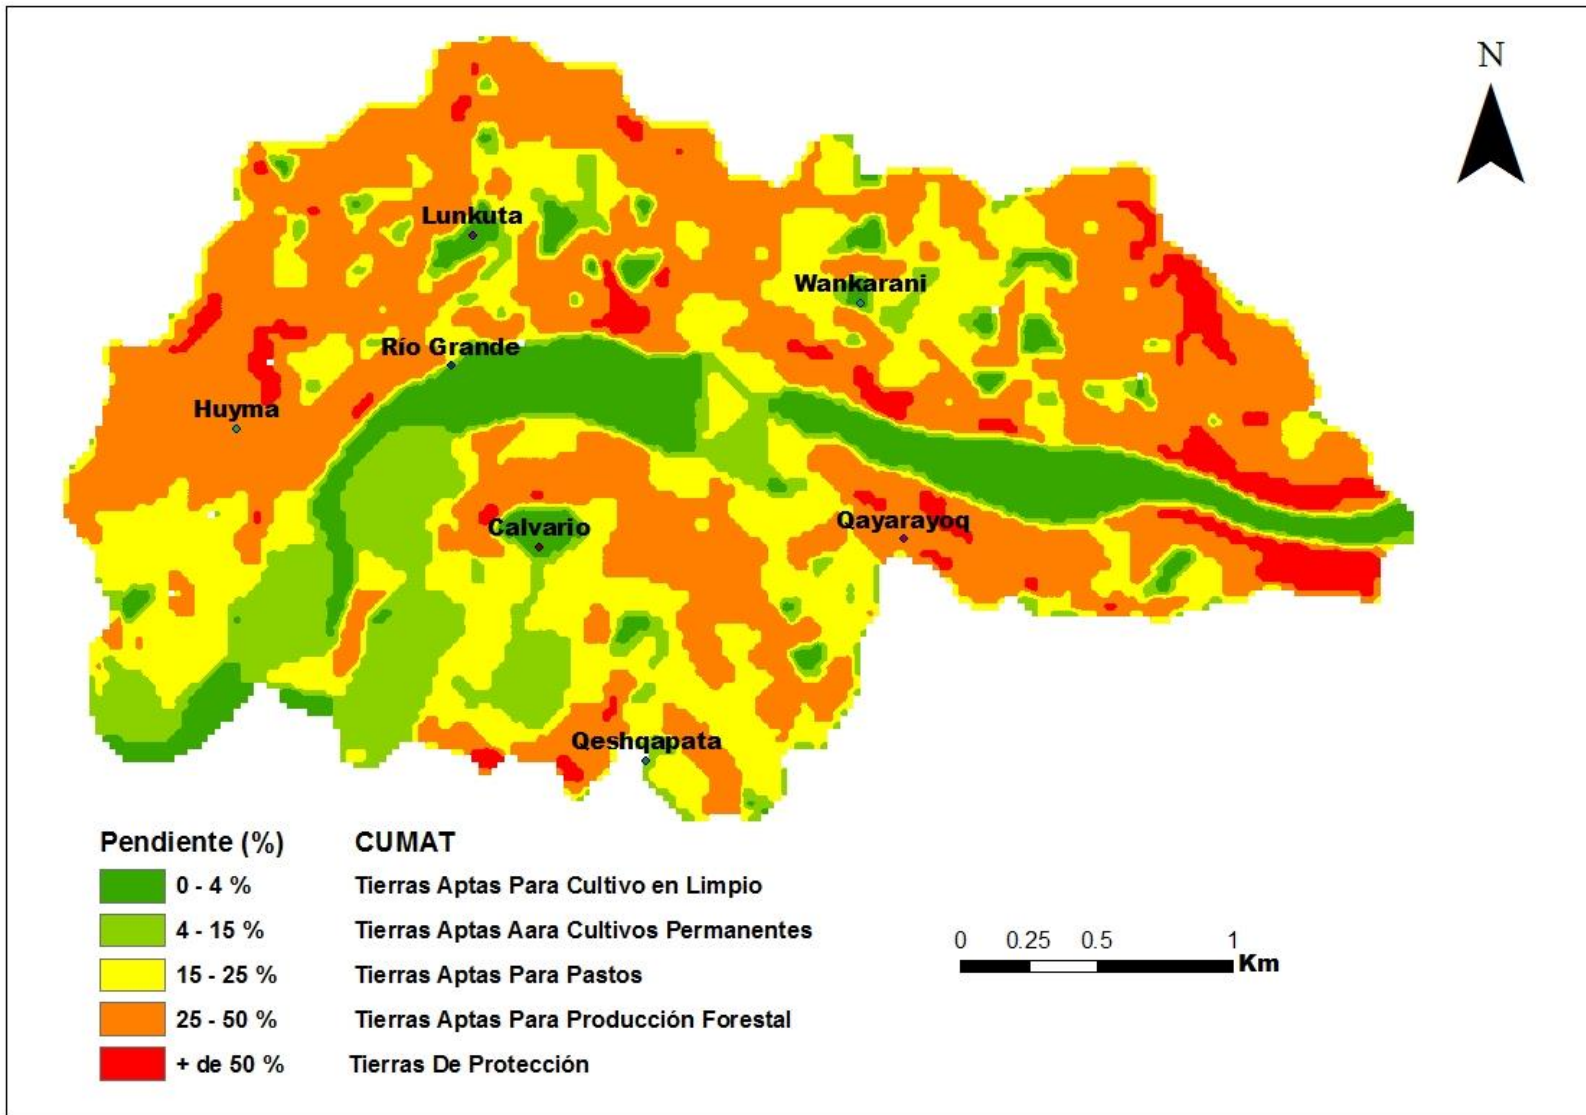 N
Lunkuta
Wankarani
Río Grande
Huyma
Calvario
Qayarayoq
Qeshqapata
Pendiente (%) CUMAT
0 - 4 % Tierras Aptas Para Cultivo en Limpio
4 - 15 % Tierras Aptas Aara Cultivos Permanentes
15 - 25 % Tierras Aptas Para Pastos
25 - 50 % Tierras Aptas Para Producción Forestal
+ de 50 % Tierras De Protección
0 0.25 0.5 1
Km